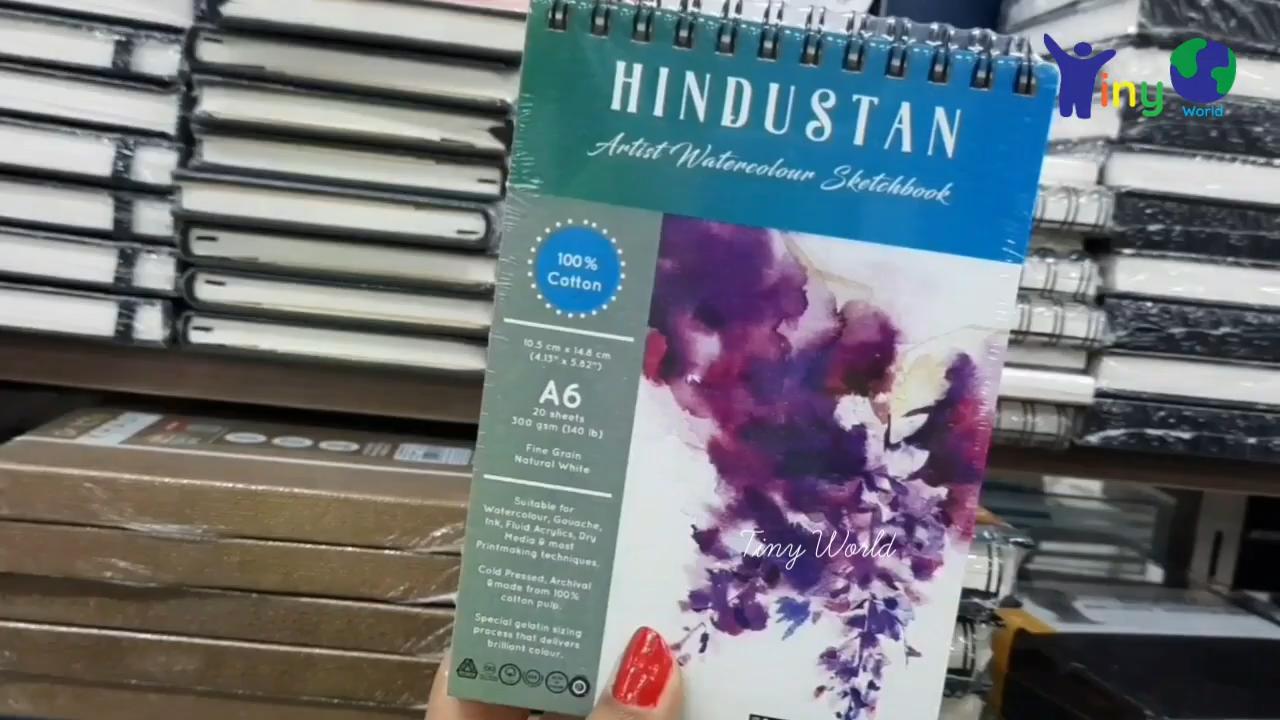 HINDUSTAN
Artist Watercolour Sketchbook
100%
Cotton
10.5 cm x 14.8 cm
(4.13" x 5.82")
A6
20 sheets
300 gsm (140 lb)
Fine Grain
Natural White
Suitable for
Watercolour, Gouache,
Ink, Fluid Acrylics, Dry
Media & most
Printmaking techniques.
Cold Pressed, Archival
& made from 100%
cotton pulp.
Special gelatin sizing
process that delivers
brilliant colour.
Tiny World
Tiny
World